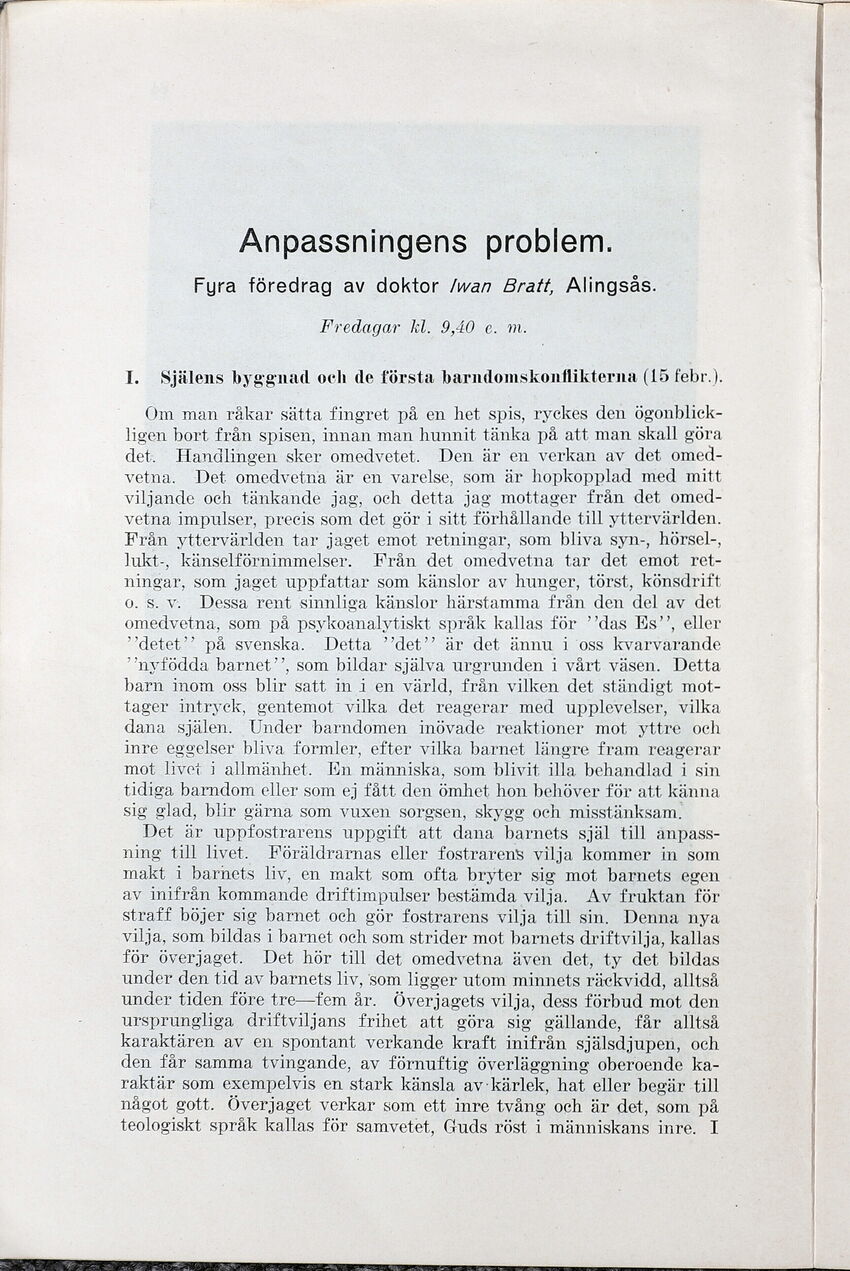 Anpassningens problem.
Fyra föredrag av doktor Iwan Bratt, Alingsås.
Fredagar kl. 9,40 e. m.
I. Själens byggnad och de första barndomskonflikterna (15 febr.).
Om man råkar sätta fingret på en het spis, ryckes den ögonblick-
ligen bort från spisen, innan man hunnit tänka på att man skall göra
det. Handlingen sker omedvetet. Den är en verkan av det omed-
vetna. Det omedvetna är en varelse, som är hopkopplad med mitt
viljande och tänkande jag, och detta jag mottager från det omed-
vetna impulser, precis som det gör i sitt förhållande till yttervärlden.
Från yttervärlden tar jaget emot retningar, som bliva syn-, hörsel-,
lukt-, känselförnimmelser. Från det omedvetna tar det emot ret-
ningar, som jaget uppfattar som känslor av hunger, törst, könsdrift
o. s. v. Dessa rent sinnliga känslor härstamma från den del av det
omedvetna, som på psykoanalytiskt språk kallas för ''das Es'', eller
''detet'' på svenska. Detta ''det'' är det ännu i oss kvarvarande
''nyfödda barnet'', som bildar själva urgrunden i vårt väsen. Detta
barn inom oss blir satt in i en värld, från vilken det ständigt mot-
tager intryck, gentemot vilka det reagerar med upplevelser, vilka
dana själen. Under barndomen inövade reaktioner mot yttre och
inre eggelser bliva formler, efter vilka barnet längre fram reagerar
mot livet i allmänhet. En människa, som blivit illa behandlad i sin
tidiga barndom eller som ej fått den ömhet hon behöver för att känna
sig glad, blir gärna som vuxen sorgsen, skygg och misstänksam.
Det är uppfostrarens uppgift att dana barnets själ till anpass-
ning till livet. Föräldrarnas eller fostrarens vilja kommer in som
makt i barnets liv, en makt som ofta bryter sig mot barnets egen
av inifrån kommande driftimpulser bestämda vilja. Av fruktan för
straff böjer sig barnet och gör fostrarens vilja till sin. Denna nya
vilja, som bildas i barnet och som strider mot barnets driftvilja, kallas
för överjaget. Det hör till det omedvetna även det, ty det bildas
under den tid av barnets liv, som ligger utom minnets räckvidd, alltså
under tiden före tre—fem år. Överjagets vilja, dess förbud mot den
ursprungliga driftviljans frihet att göra sig gällande, får alltså
karaktären av en spontant verkande kraft inifrån själsdjupen, och
den får samma tvingande, av förnuftig överläggning oberoende ka-
raktär som exempelvis en stark känsla av kärlek, hat eller begär till
något gott. Överjaget verkar som ett inre tvång och är det, som på
teologiskt språk kallas för samvetet, Guds röst i människans inre. I